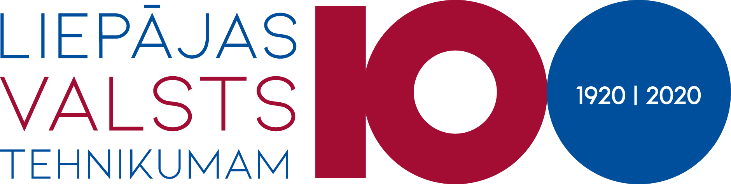 LIEPĀJAS
VALSTS
TEHNIKUMAM
100
1920 | 2020